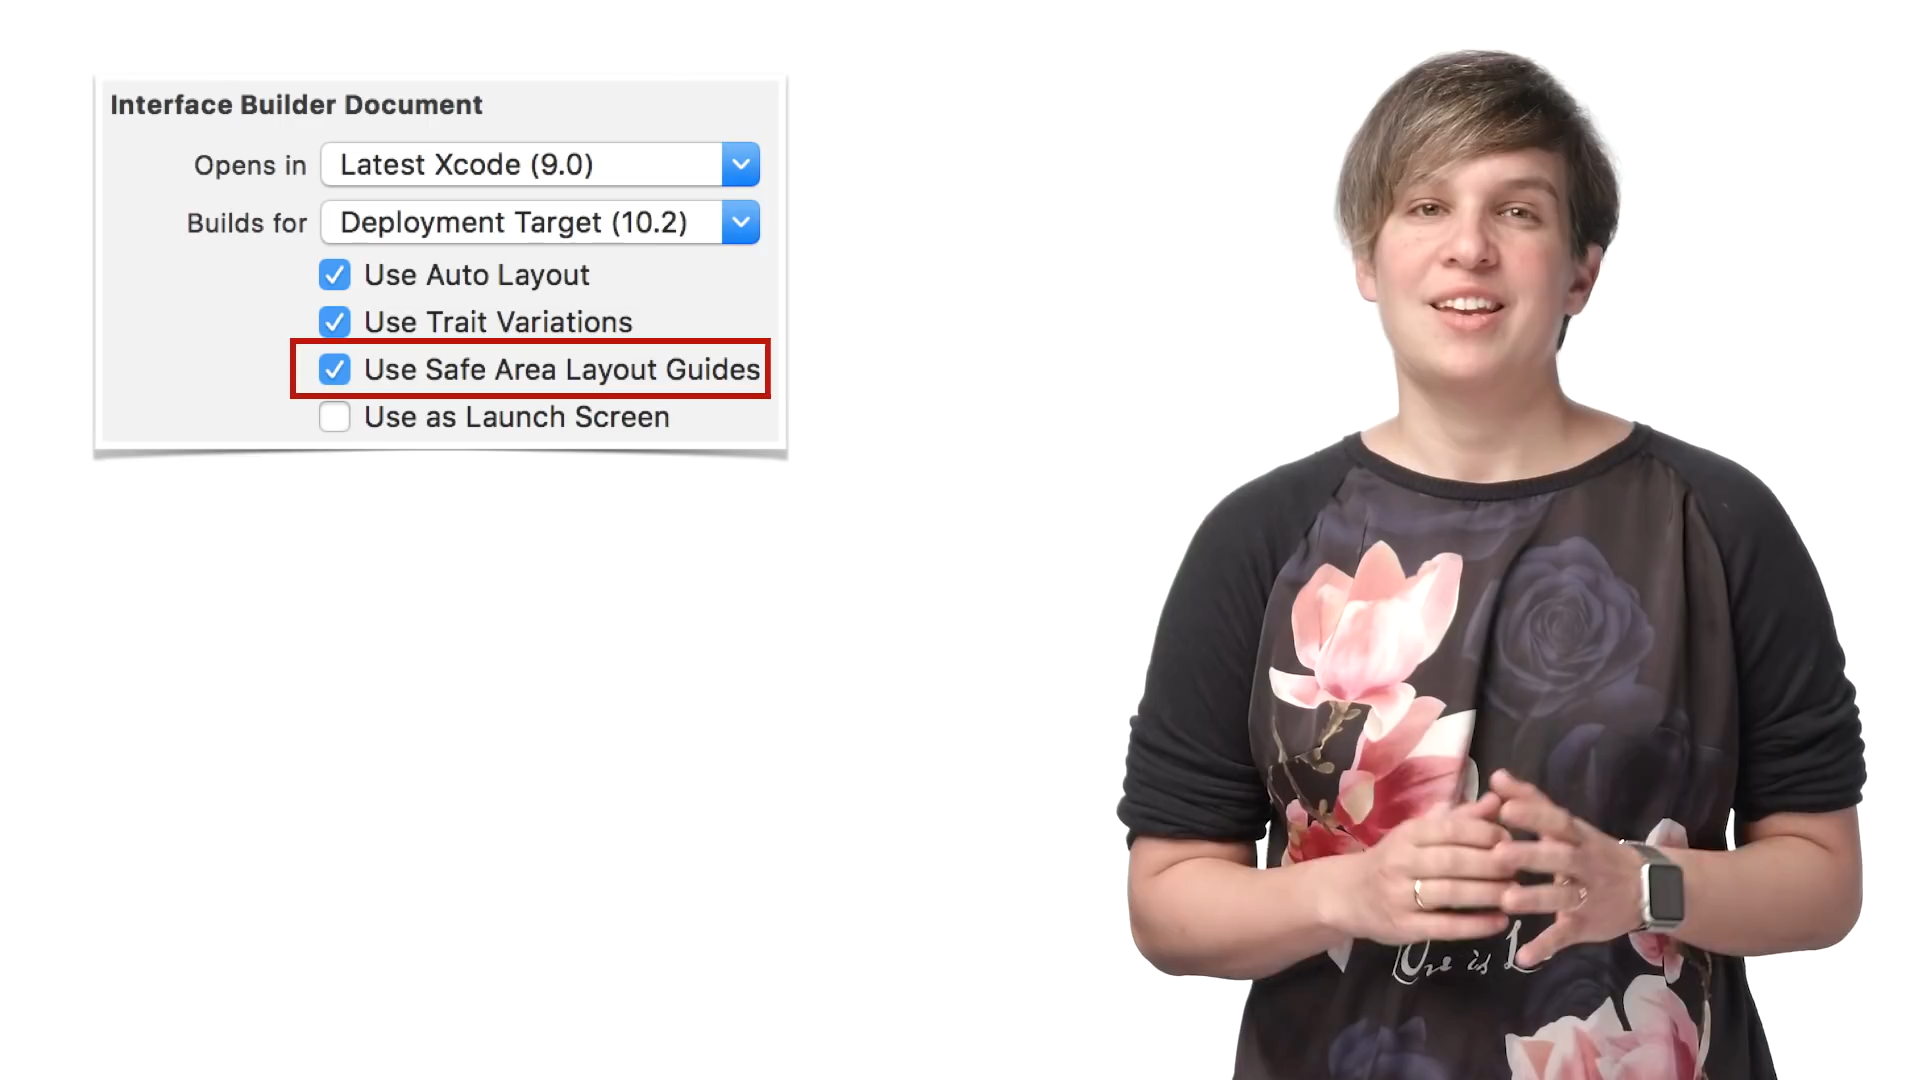 Interface Builder Document
Opens in Latest Xcode (9.0)
Builds for Deployment Target (10.2)
Use Auto Layout
Use Trait Variations
Use Safe Area Layout Guides
Use as Launch Screen
is